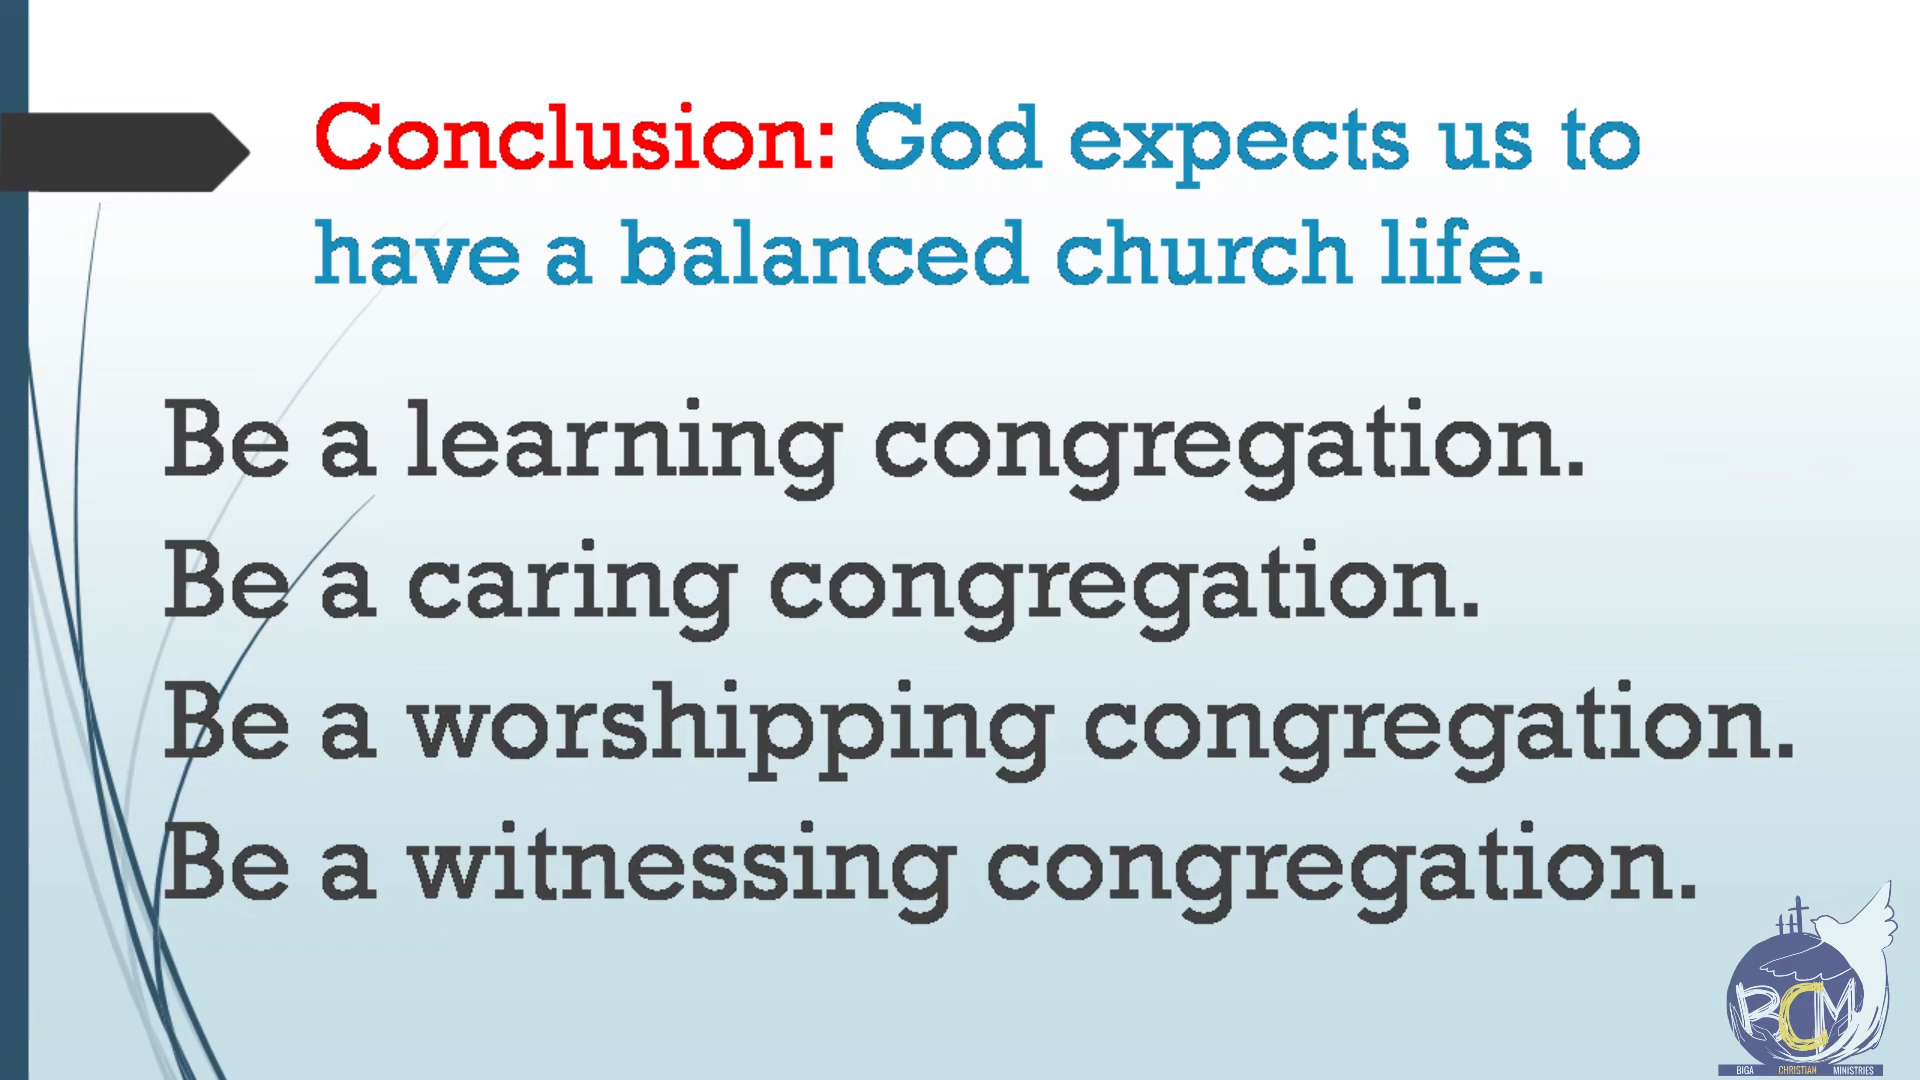 Conclusion: God expects us to
have a balanced church life.
Be a learning congregation.
Be a caring congregation.
Be a worshipping congregation.
Be a witnessing congregation.
BCM
BIGA CHRISTIAN MINISTRIES